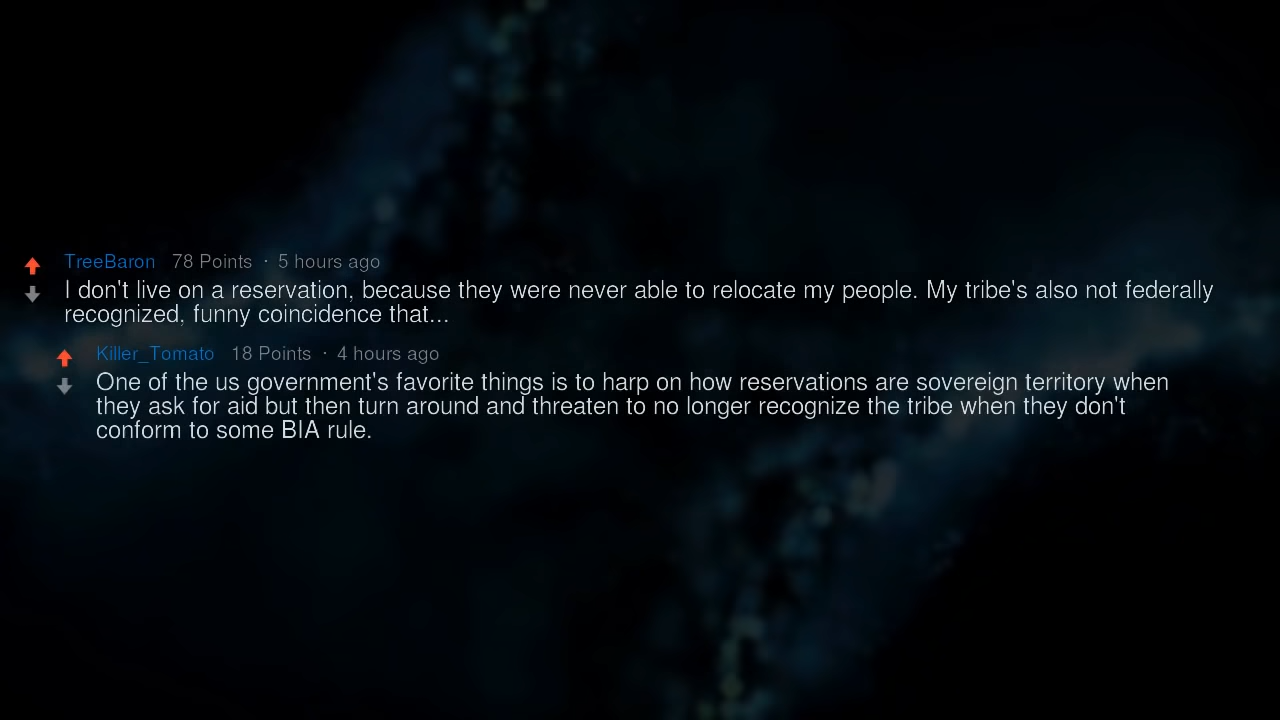 TreeBaron 78 Points · 5 hours ago
I don't live on a reservation, because they were never able to relocate my people. My tribe's also not federally
recognized, funny coincidence that...
Killer_Tomato 18 Points · 4 hours ago
One of the us government's favorite things is to harp on how reservations are sovereign territory when
they ask for aid but then turn around and threaten to no longer recognize the tribe when they don't
conform to some BIA rule.